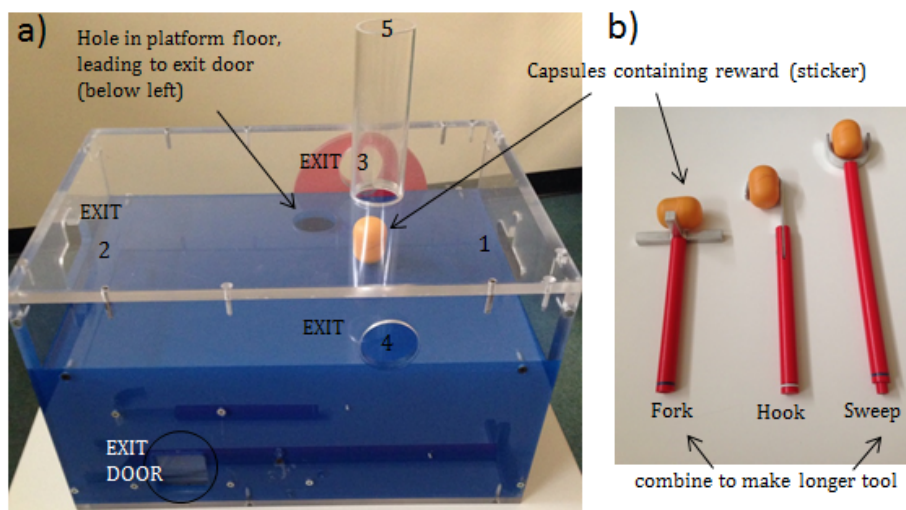 a)
Hole in platform floor,
leading to exit door
(below left)
5
b)
Capsules containing reward (sticker)
EXIT 3
EXIT
2
1
EXIT
4
EXIT
DOOR
Fork
Hook
Sweep
combine to make longer tool